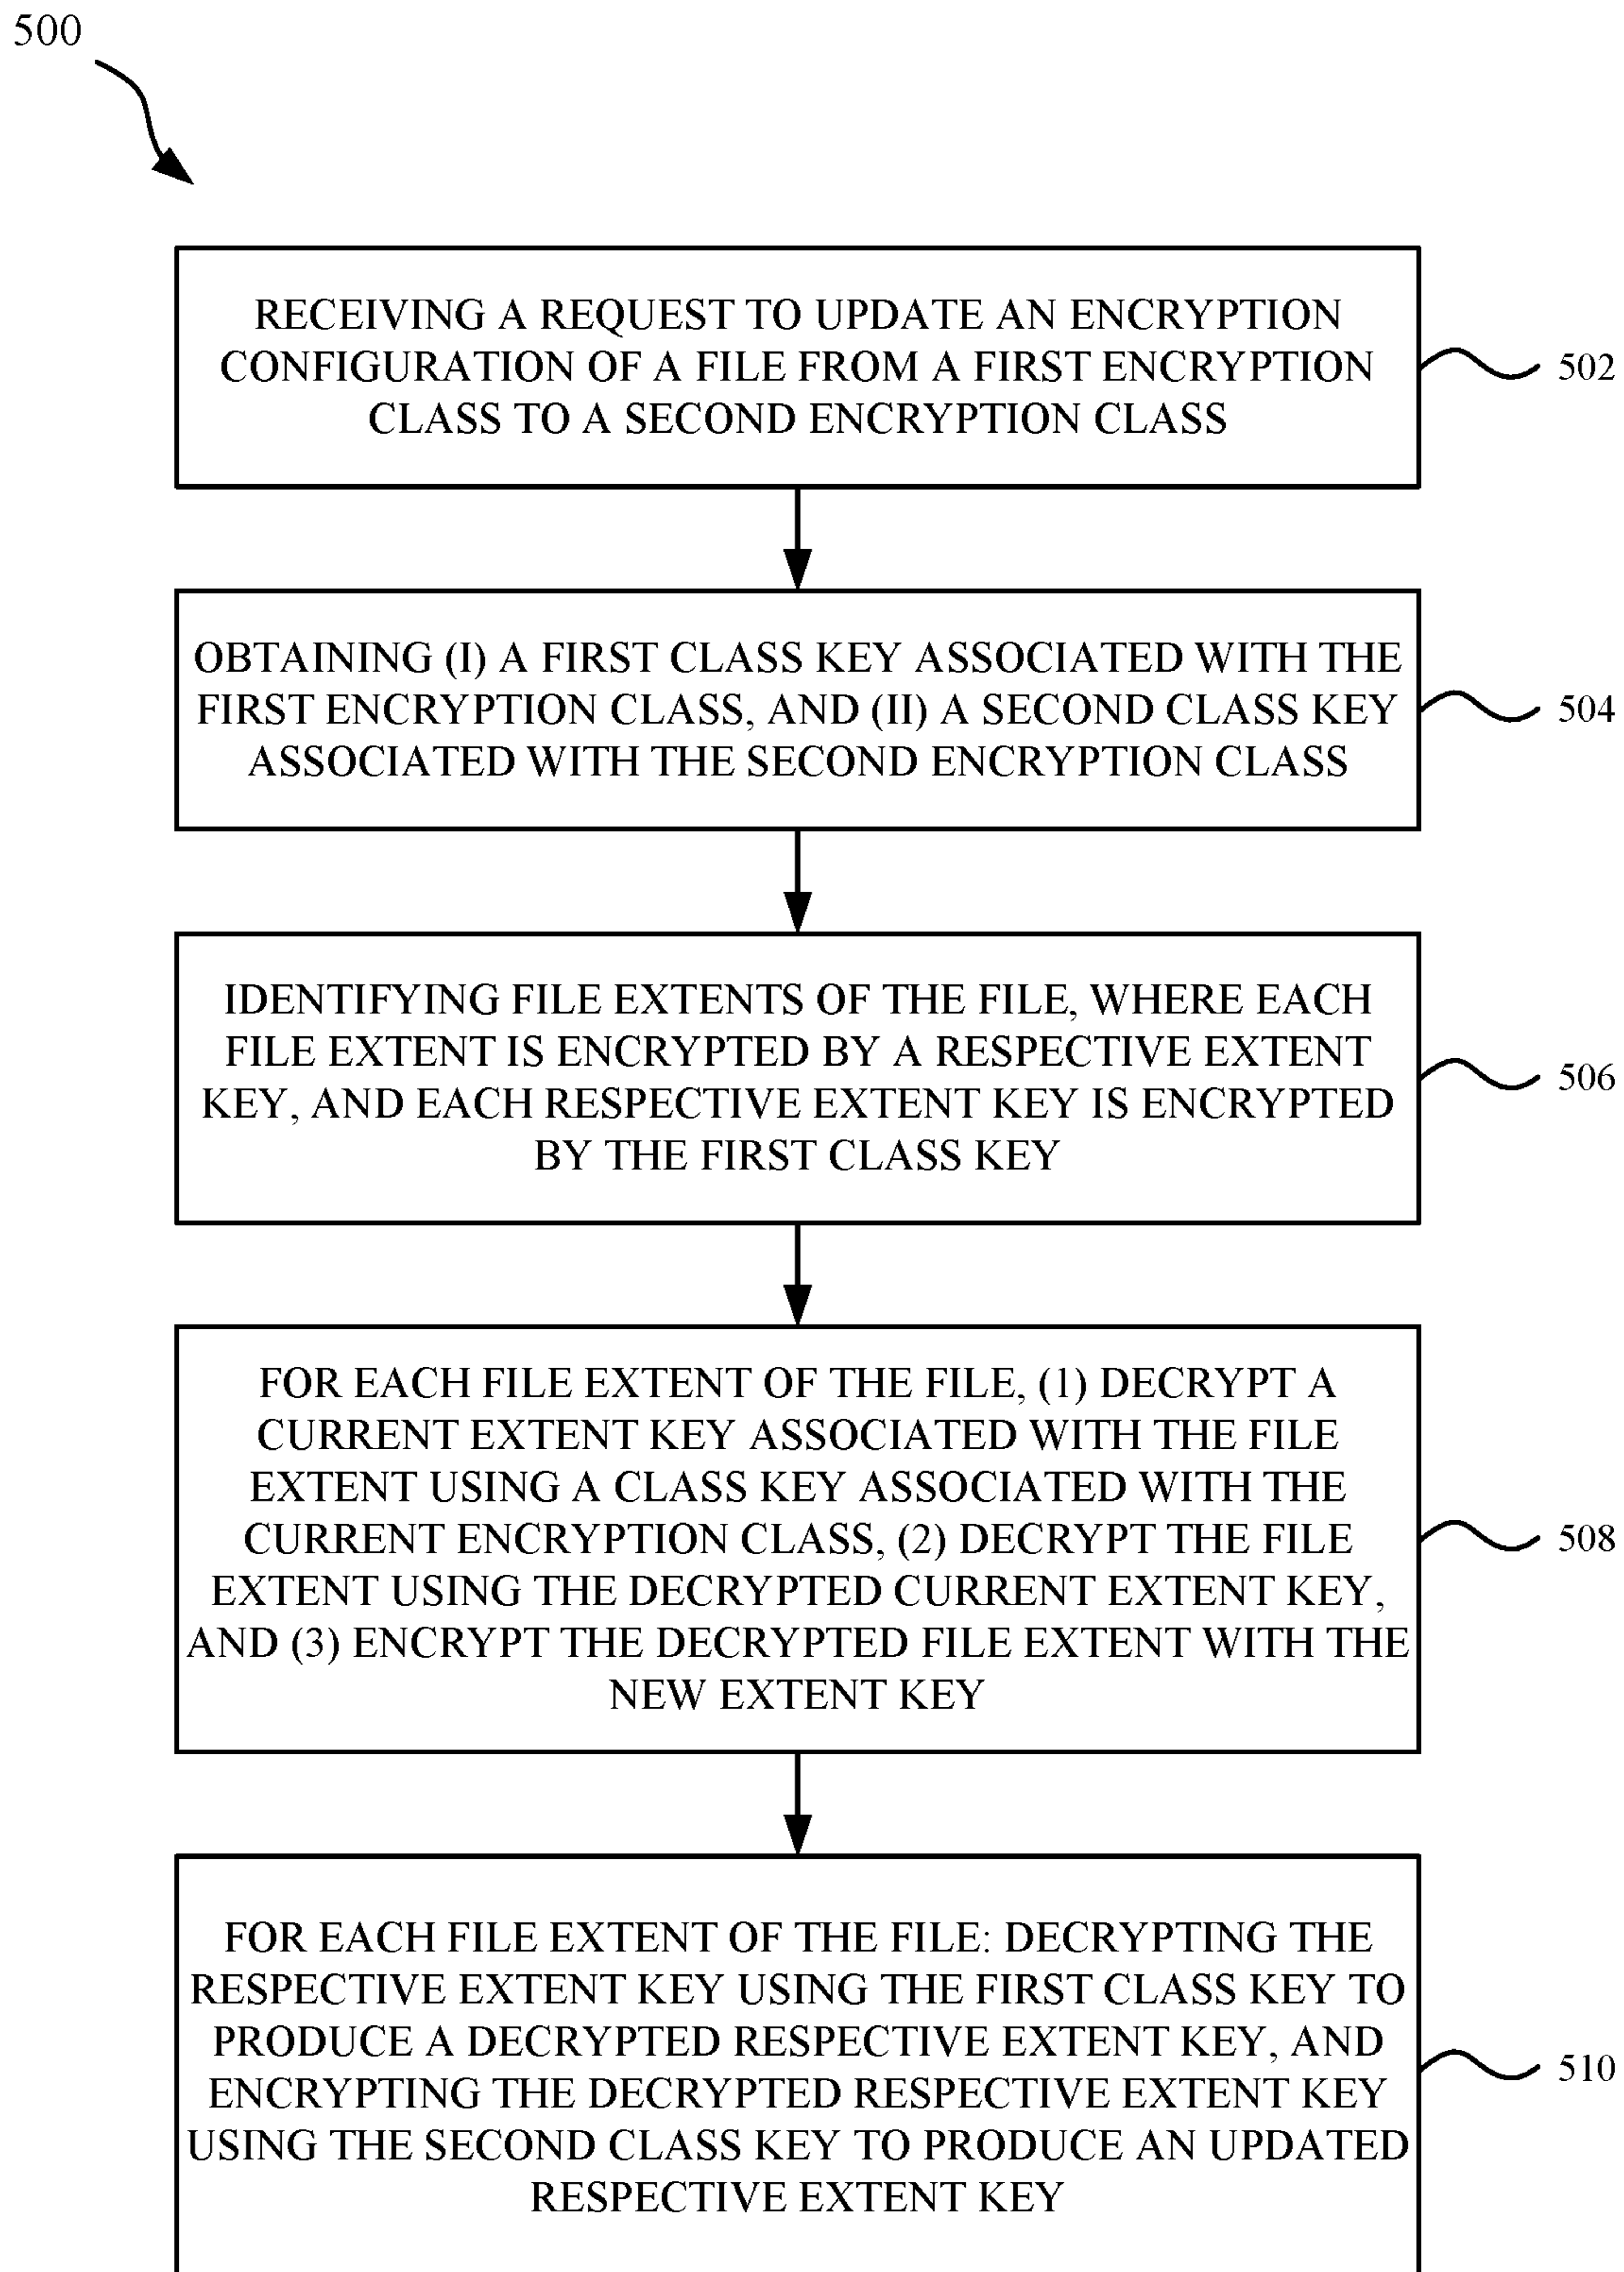 500
RECEIVING A REQUEST TO UPDATE AN ENCRYPTION
CONFIGURATION OF A FILE FROM A FIRST ENCRYPTION
CLASS TO A SECOND ENCRYPTION CLASS
502
OBTAINING (I) A FIRST CLASS KEY ASSOCIATED WITH THE
FIRST ENCRYPTION CLASS, AND (II) A SECOND CLASS KEY
ASSOCIATED WITH THE SECOND ENCRYPTION CLASS
504
IDENTIFYING FILE EXTENTS OF THE FILE, WHERE EACH
FILE EXTENT IS ENCRYPTED BY A RESPECTIVE EXTENT
KEY, AND EACH RESPECTIVE EXTENT KEY IS ENCRYPTED
BY THE FIRST CLASS KEY
506
FOR EACH FILE EXTENT OF THE FILE, (1) DECRYPT A
CURRENT EXTENT KEY ASSOCIATED WITH THE FILE
EXTENT USING A CLASS KEY ASSOCIATED WITH THE
CURRENT ENCRYPTION CLASS, (2) DECRYPT THE FILE
EXTENT USING THE DECRYPTED CURRENT EXTENT KEY,
AND (3) ENCRYPT THE DECRYPTED FILE EXTENT WITH THE
NEW EXTENT KEY
508
FOR EACH FILE EXTENT OF THE FILE: DECRYPTING THE
RESPECTIVE EXTENT KEY USING THE FIRST CLASS KEY TO
PRODUCE A DECRYPTED RESPECTIVE EXTENT KEY, AND
ENCRYPTING THE DECRYPTED RESPECTIVE EXTENT KEY
USING THE SECOND CLASS KEY TO PRODUCE AN UPDATED
RESPECTIVE EXTENT KEY
510